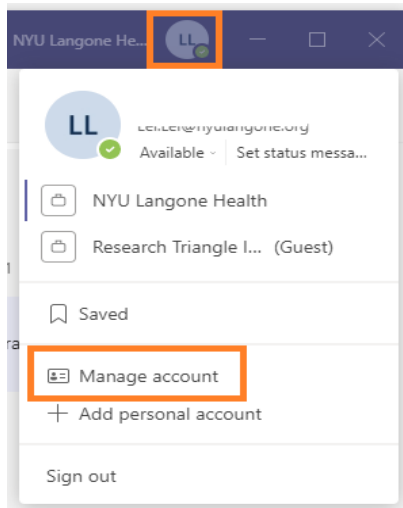 NYU Langone He...
LL
LL
Available
Set status messa...
NYU Langone Health
Research Triangle I... (Guest)
Saved
Manage account
Add personal account
Sign out